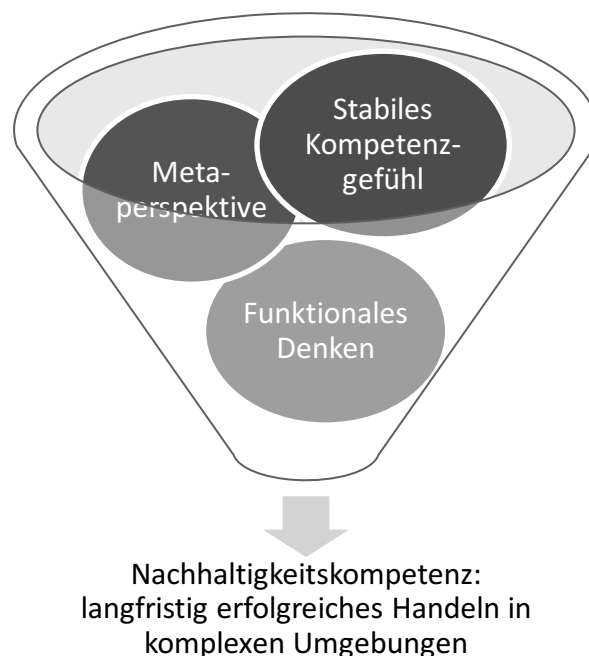 Stabiles
Kompetenz-
gefühl
Meta-
perspektive
Funktionales
Denken
Nachhaltigkeitskompetenz:
langfristig erfolgreiches Handeln in
komplexen Umgebungen